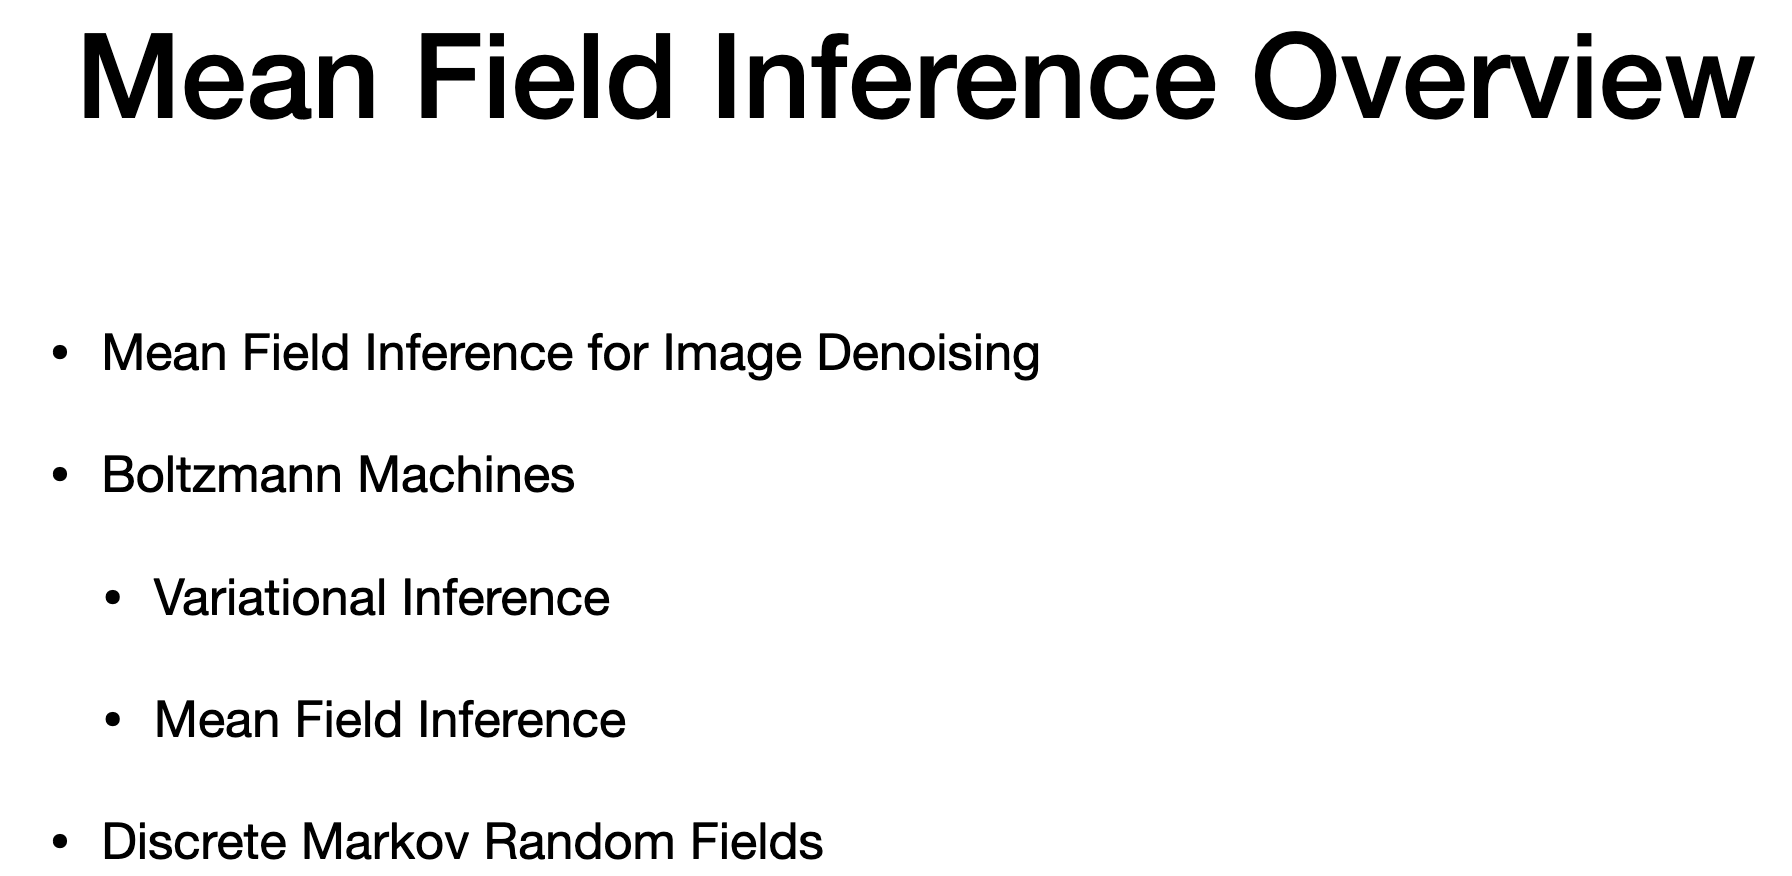 Mean Field Inference Overview
• Mean Field Inference for Image Denoising
• Boltzmann Machines
• Variational Inference
• Mean Field Inference
• Discrete Markov Random Fields